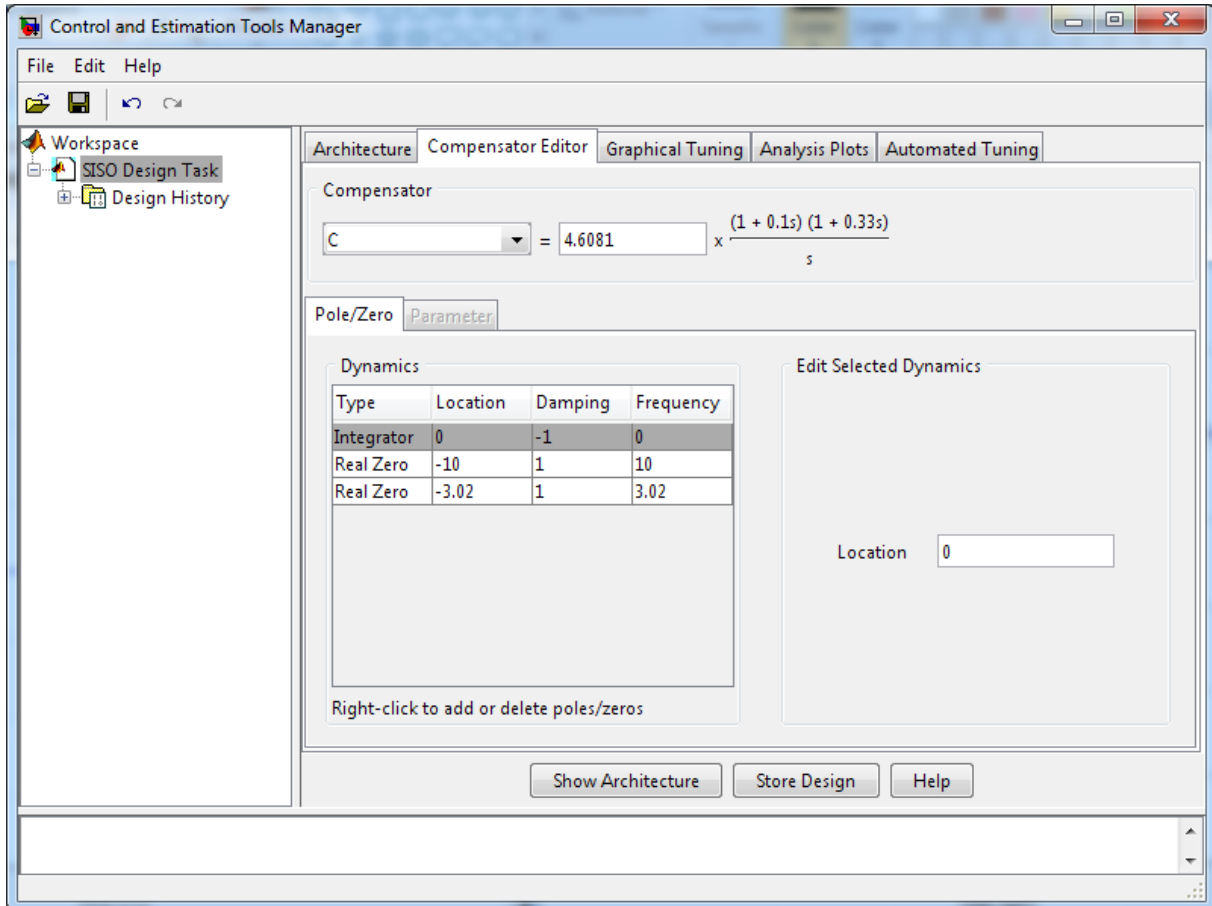 Control and Estimation Tools Manager
File Edit Help
Workspace
SISO Design Task
Design History
Architecture Compensator Editor Graphical Tuning Analysis Plots Automated Tuning
Compensator
C = 4.6081 x (1 + 0.1s) (1 + 0.33s)
s
Pole/Zero Parameter
Dynamics
Type Location Damping Frequency
Integrator 0 -1 0
Real Zero -10 1 10
Real Zero -3.02 1 3.02
Right-click to add or delete poles/zeros
Edit Selected Dynamics
Location 0
Show Architecture Store Design Help